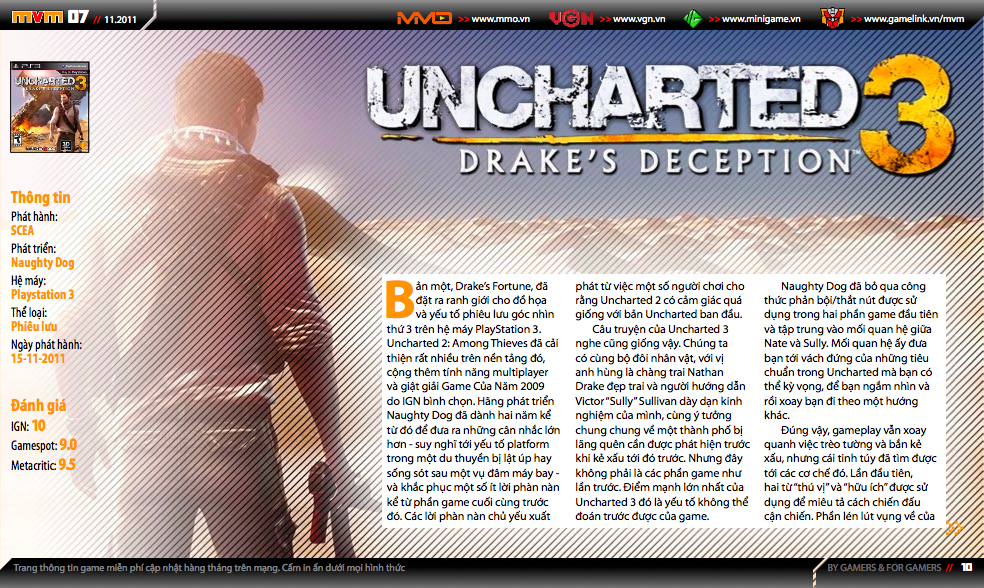 mvm 07 // 11.2011
MMO >> www.mmo.vn
VGN >> www.vgn.vn
>> www.minigame.vn
>> www.gamelink.vn/mvm
UNCHARTED 3
DRAKE'S DECEPTION™
PS3
UNCHARTED 3
DRAKE'S DECEPTION
Thông tin
Phát hành:
SCEA
Phát triển:
Naughty Dog
Hệ máy:
Playstation 3
Thể loại:
Phiêu lưu
Ngày phát hành:
15-11-2011
Đánh giá
IGN: 10
Gamespot: 9.0
Metacritic: 9.5
Bản một, Drake's Fortune, đã
đặt ra ranh giới cho đồ họa
và yếu tố phiêu lưu góc nhìn
thứ 3 trên hệ máy PlayStation 3.
Uncharted 2: Among Thieves đã cải
thiện rất nhiều trên nền tảng đó,
cộng thêm tính năng multiplayer
và giật giải Game Của Năm 2009
do IGN bình chọn. Hãng phát triển
Naughty Dog đã dành hai năm kể
từ đó để đưa ra những cân nhắc lớn
hơn - suy nghĩ tới yếu tố platform
trong một du thuyền bị lật úp hay
sống sót sau một vụ đâm máy bay -
và khắc phục một số ít lời phàn nàn
kể từ phần game cuối cùng trước
đó. Các lời phàn nàn chủ yếu xuất
phát từ việc một số người chơi cho
rằng Uncharted 2 có cảm giác quá
giống với bản Uncharted ban đầu.
Câu truyện của Uncharted 3
nghe cũng giống vậy. Chúng ta
có cùng bộ đôi nhân vật, với vị
anh hùng là chàng trai Nathan
Drake đẹp trai và người hướng dẫn
Victor "Sully" Sullivan dày dạn kinh
nghiệm của mình, cùng ý tưởng
chung chung về một thành phố bị
lãng quên cần được phát hiện trước
khi kẻ xấu tới đó trước. Nhưng đây
không phải là các phần game như
lần trước. Điểm mạnh lớn nhất của
Uncharted 3 đó là yếu tố không thể
đoán trước được của game.
Naughty Dog đã bỏ qua công
thức phản bội/thắt nút được sử
dụng trong hai phần game đầu tiên
và tập trung vào mối quan hệ giữa
Nate và Sully. Mối quan hệ ấy đưa
bạn tới vách đứng của những tiêu
chuẩn trong Uncharted mà bạn có
thể kỳ vọng, để bạn ngắm nhìn và
rồi xoay bạn đi theo một hướng
khác.
Đúng vậy, gameplay vẫn xoay
quanh việc trèo tường và bắn kẻ
xấu, nhưng cái tinh túy đã tìm được
tới các cơ chế đó. Lần đầu tiên,
hai từ "thú vị" và "hữu ích" được sử
dụng để miêu tả cách chiến đấu
cận chiến. Phần lén lút vụng về của
Trang thông tin game miễn phí cập nhật hàng tháng trên mạng. Cấm in ấn dưới mọi hình thức
BY GAMERS & FOR GAMERS // 10